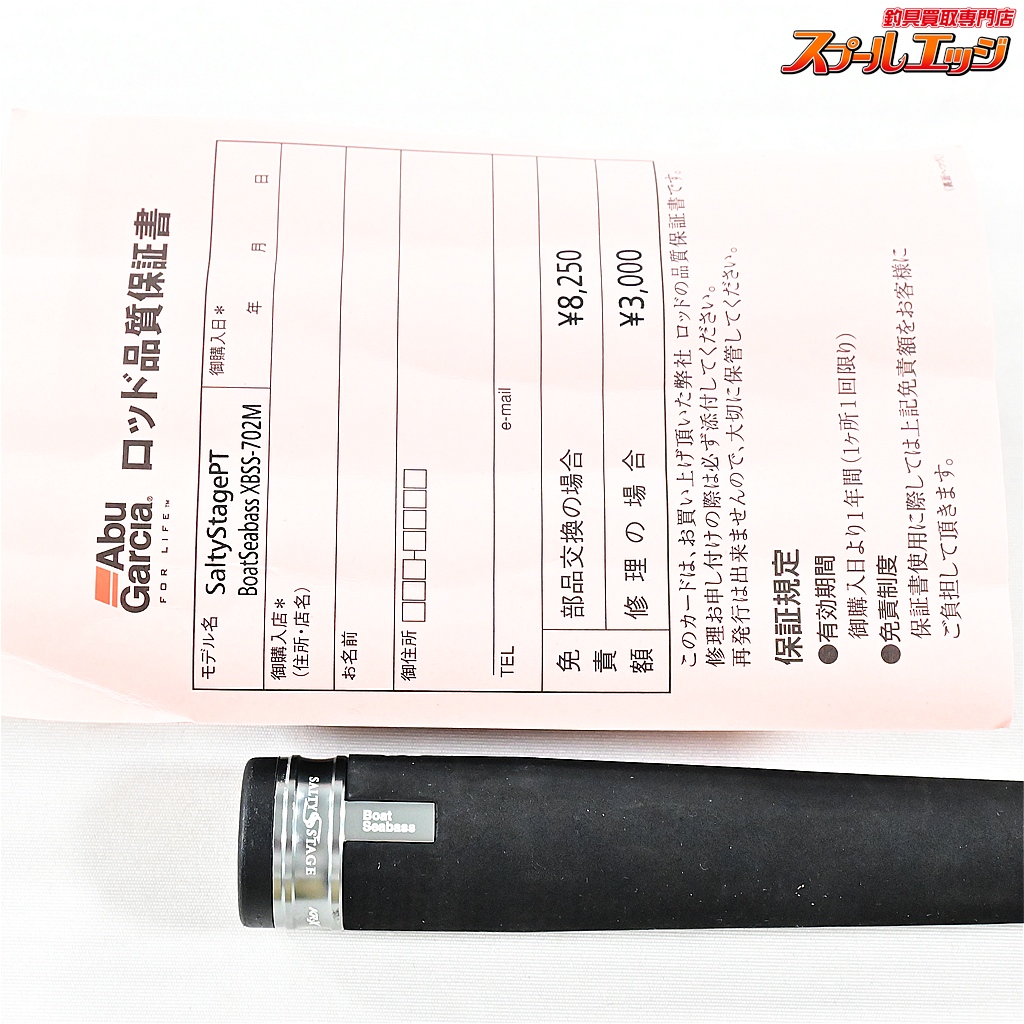 釣具買取専門店
スプールエッジ
Abu
Garcia®
FOR LIFE™
ロッド品質保証書
モデル名
SaltyStagePT
BoatSeabass XBSS-702M
御購入日*
年 月 日
御購入店*
(住所・店名)
お名前
御住所 □□□-□□□□
TEL
e-mail
免責額
部品交換の場合 ¥8,250
修理の場合 ¥3,000
このカードは、お買い上げ頂いた弊社 ロッドの品質保証書です。
修理お申し付けの際は必ず添付してください。
再発行は出来ませんので、大切に保管してください。
保証規定
●有効期間
御購入日より1年間(1ヶ所1回限り)
●免責制度
保証書使用に際しては上記免責額をお客様に
ご負担して頂きます。
SALTY STAGE
Boat
Seabass